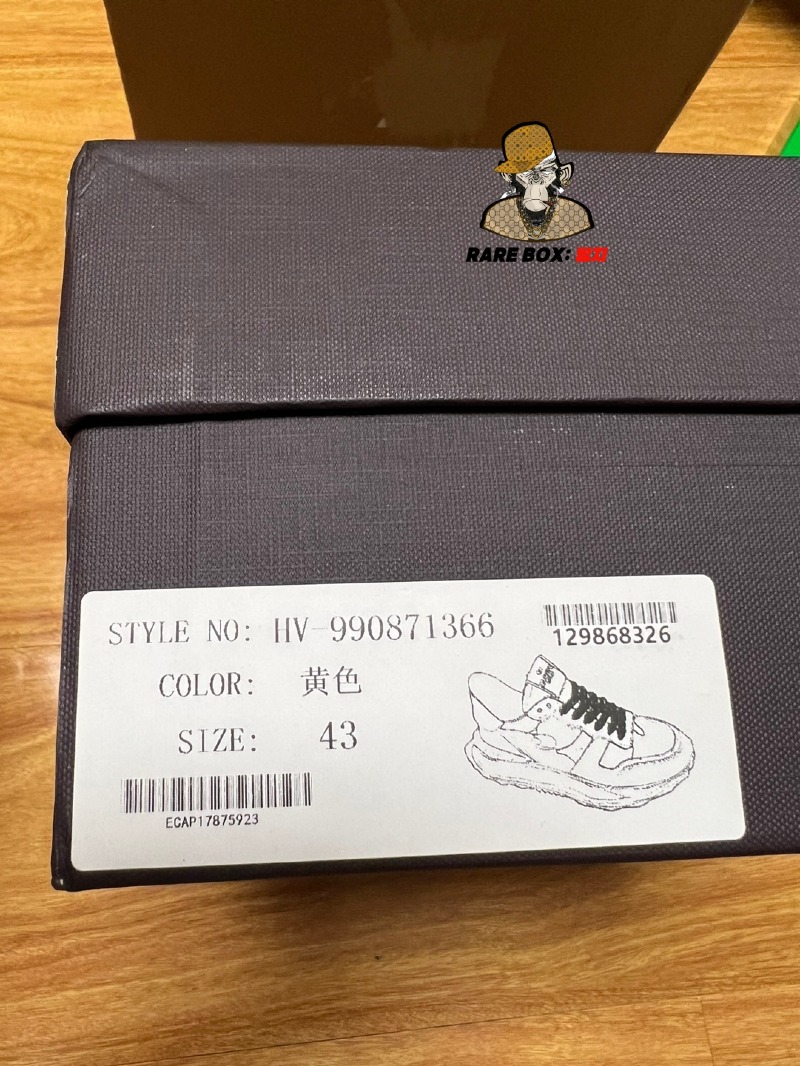 RARE BOX:
STYLE NO: HV-990871366
129868326
COLOR: 黄色
SIZE: 43
ECAP17875923